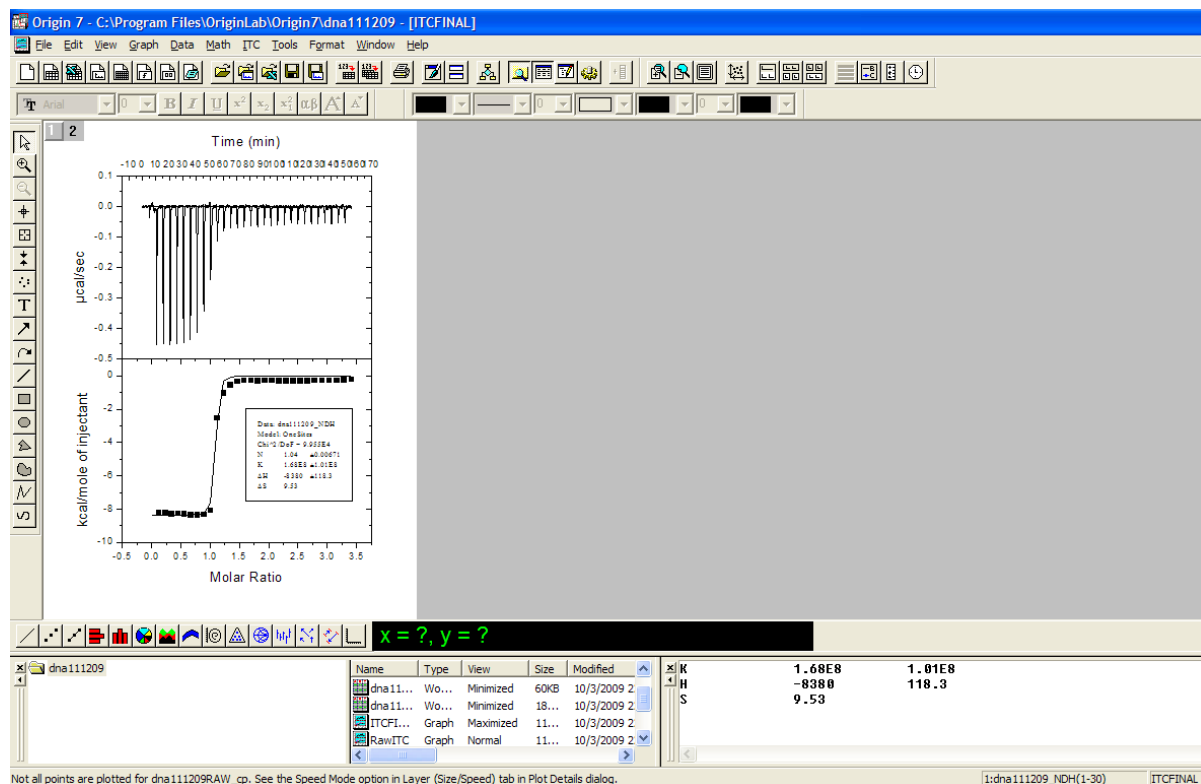 Origin 7 - C:\Program Files\OriginLab\Origin7\dna111209 - [ITCFINAL]
File Edit View Graph Data Math ITC Tools Format Window Help
Arial 0 B I U x² x₂ αβ A A 0 0
1 2
Time (min)
-10 0 10 20 30 40 50 60 70 80 90 100 110 120 130 140 150 160 170
0.1
0.0
-0.1
-0.2
-0.3
-0.4
-0.5
µcal/sec
0
-2
-4
-6
-8
-10
kcal/mole of injectant
Data: dna111209_NDH
Model: OneSites
Chi^2/DoF = 9.955E4
N 1.04 ±0.00671
K 1.68E8 ±1.01E8
ΔH -8380 ±118.3
ΔS 9.53
-0.5 0.0 0.5 1.0 1.5 2.0 2.5 3.0 3.5
Molar Ratio
T
x = ?, y = ?
dna111209
Name Type View Size Modified
dna11... Wo... Minimized 60KB 10/3/2009 2
dna11... Wo... Minimized 18... 10/3/2009 2
ITCFI... Graph Maximized 11... 10/3/2009 2
RawITC Graph Normal 11... 10/3/2009 2
K 1.68E8 1.01E8
H -8380 118.3
S 9.53
Not all points are plotted for dna111209RAW_cp. See the Speed Mode option in Layer (Size/Speed) tab in Plot Details dialog.
1:dna111209_NDH(1-30) ITCFINAL